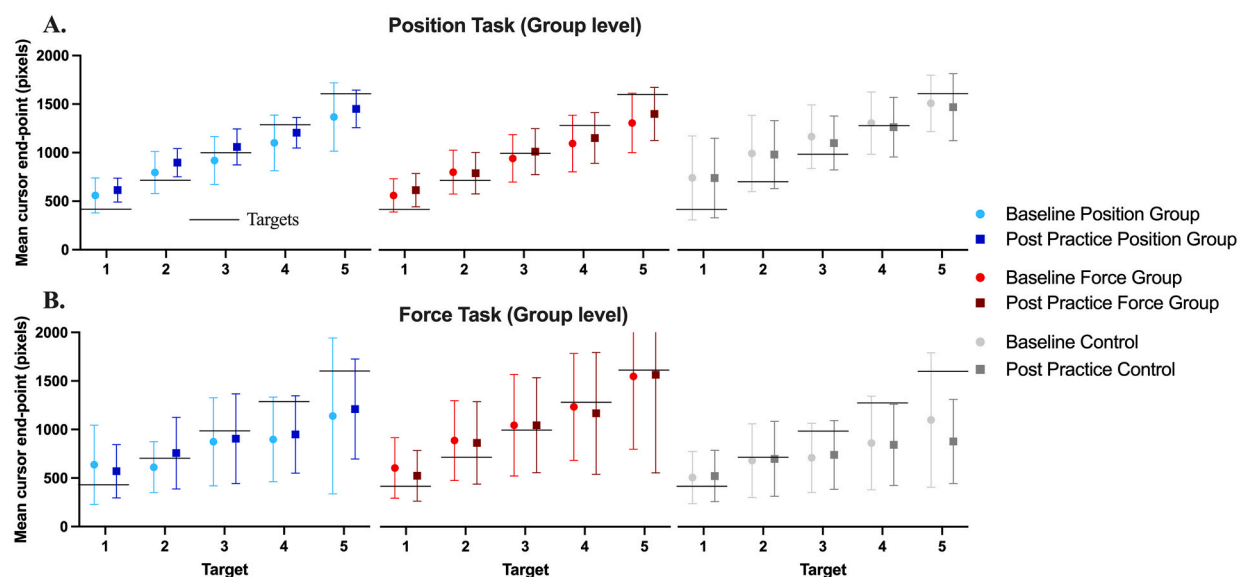 A.
Position Task (Group level)
Mean cursor end-point (pixels)
2000
1500
1000
500
0
Targets
1 2 3 4 5
1 2 3 4 5
1 2 3 4 5
Baseline Position Group
Post Practice Position Group
Baseline Force Group
Post Practice Force Group
Baseline Control
Post Practice Control
B.
Force Task (Group level)
Mean cursor end-point (pixels)
2000
1500
1000
500
0
1 2 3 4 5
1 2 3 4 5
1 2 3 4 5
Target
Target
Target